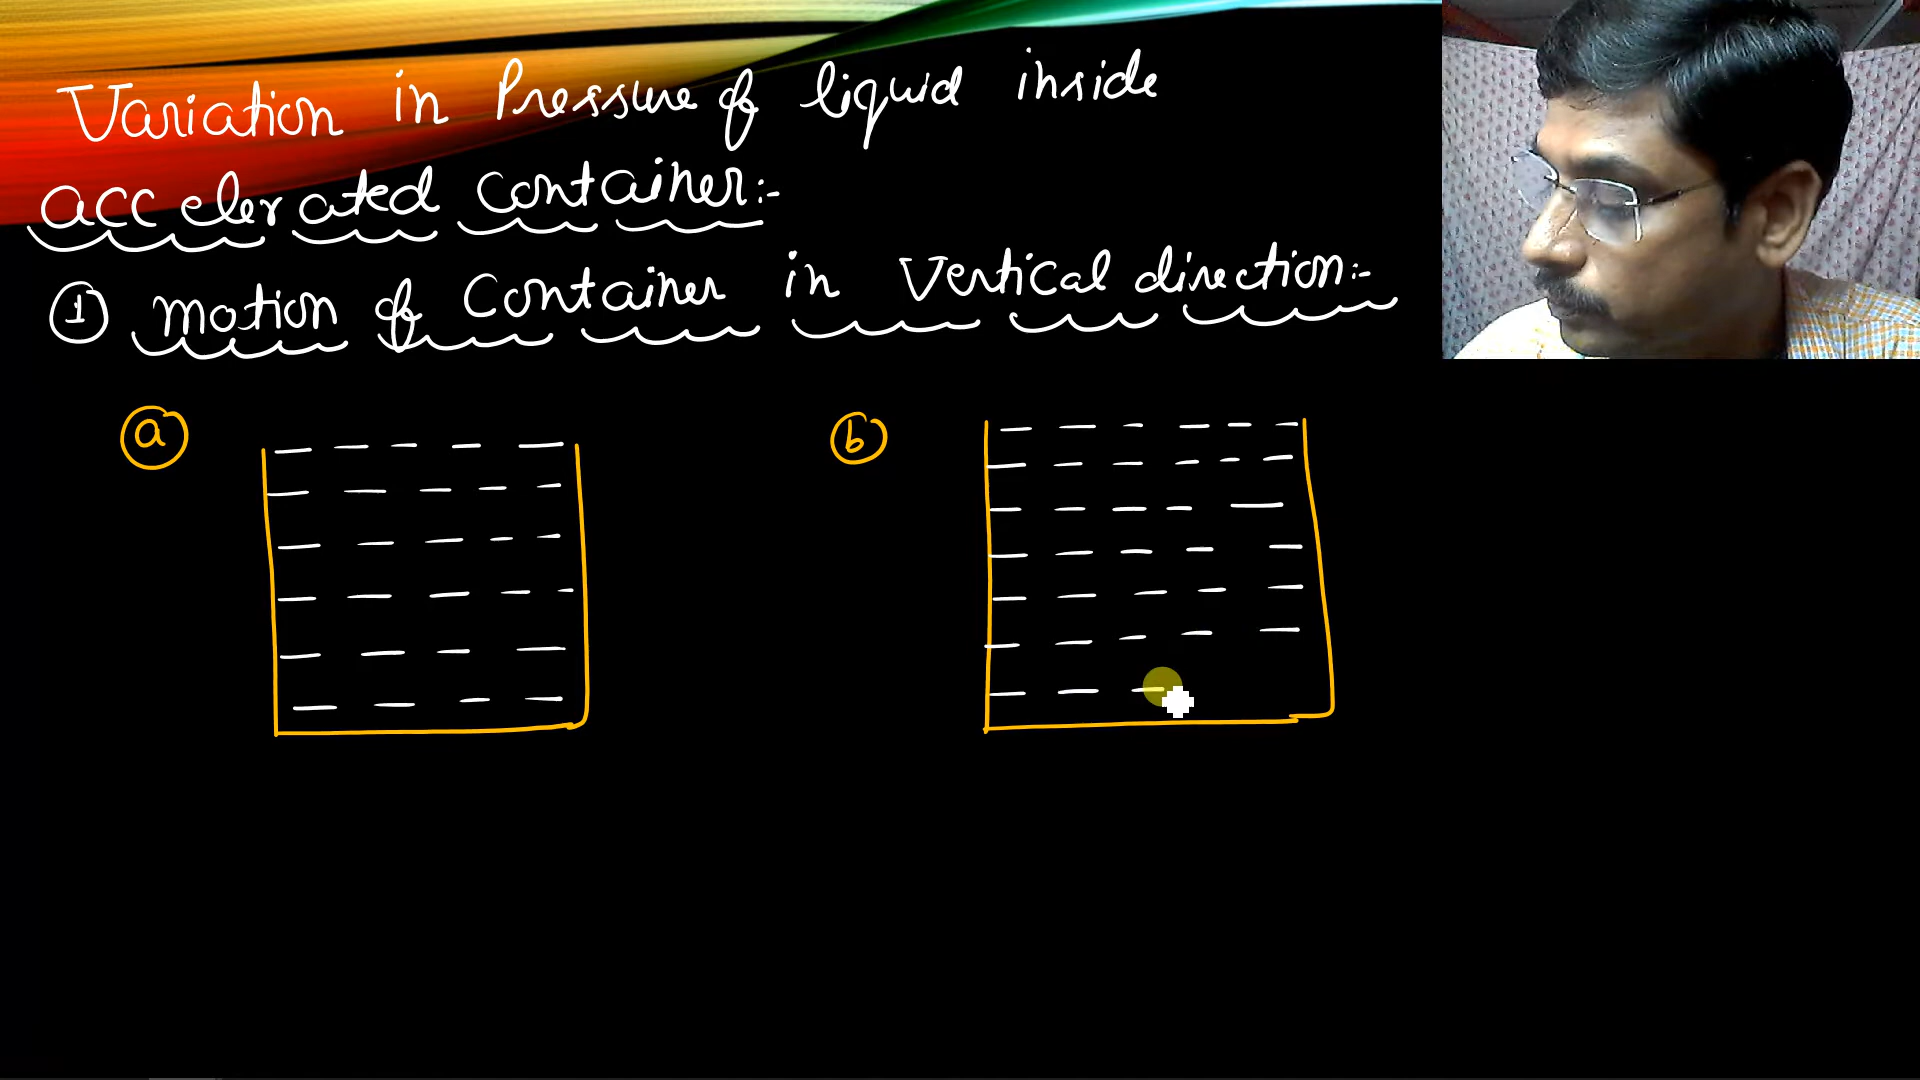 Variation in Pressure of liquid inside
accelerated container:-
① motion of Container in Vertical direction:-
ⓐ ⓑ